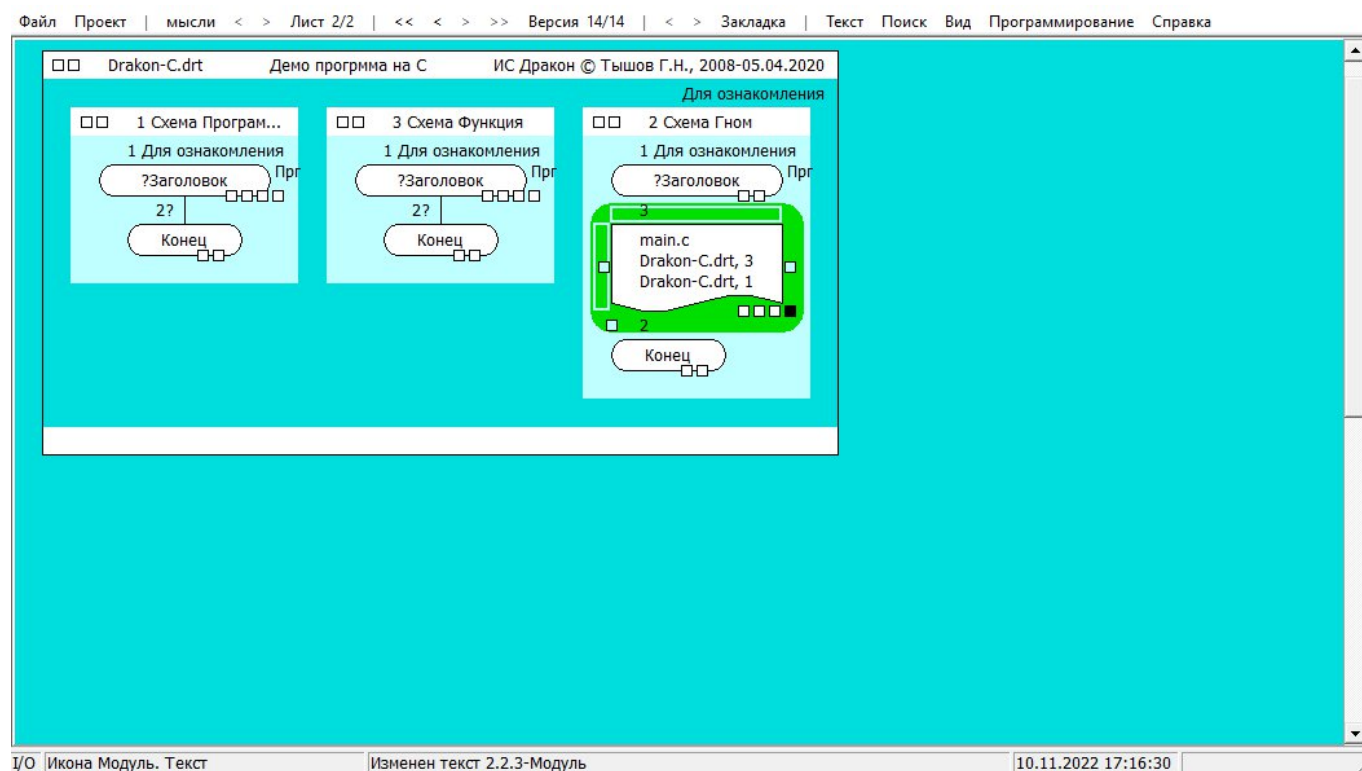 Файл Проект | мысли < > Лист 2/2 | << < > >> Версия 14/14 | < > Закладка | Текст Поиск Вид Программирование Справка
Drakon-C.drt Демо прогрмма на С ИС Дракон © Тышов Г.Н., 2008-05.04.2020
Для ознакомления
1 Схема Програм...
1 Для ознакомления
?Заголовок
Прг
2?
Конец
3 Схема Функция
1 Для ознакомления
?Заголовок
Прг
2?
Конец
2 Схема Гном
1 Для ознакомления
?Заголовок
Прг
3
main.c
Drakon-C.drt, 3
Drakon-C.drt, 1
2
Конец
I/O Икона Модуль. Текст Изменен текст 2.2.3-Модуль 10.11.2022 17:16:30